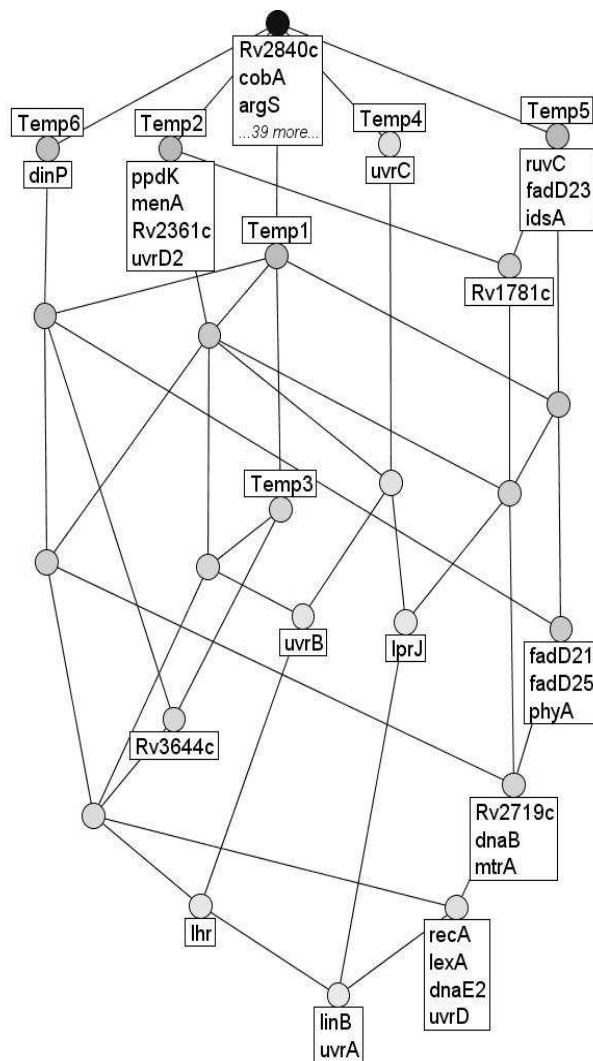 Rv2840c
cobA
argS
...39 more...
Temp6
Temp2
Temp4
Temp5
dinP
ppdK
menA
Rv2361c
uvrD2
uvrC
ruvC
fadD23
idsA
Temp1
Rv1781c
Temp3
uvrB
lprJ
fadD21
fadD25
phyA
Rv3644c
Rv2719c
dnaB
mtrA
lhr
recA
lexA
dnaE2
uvrD
linB
uvrA